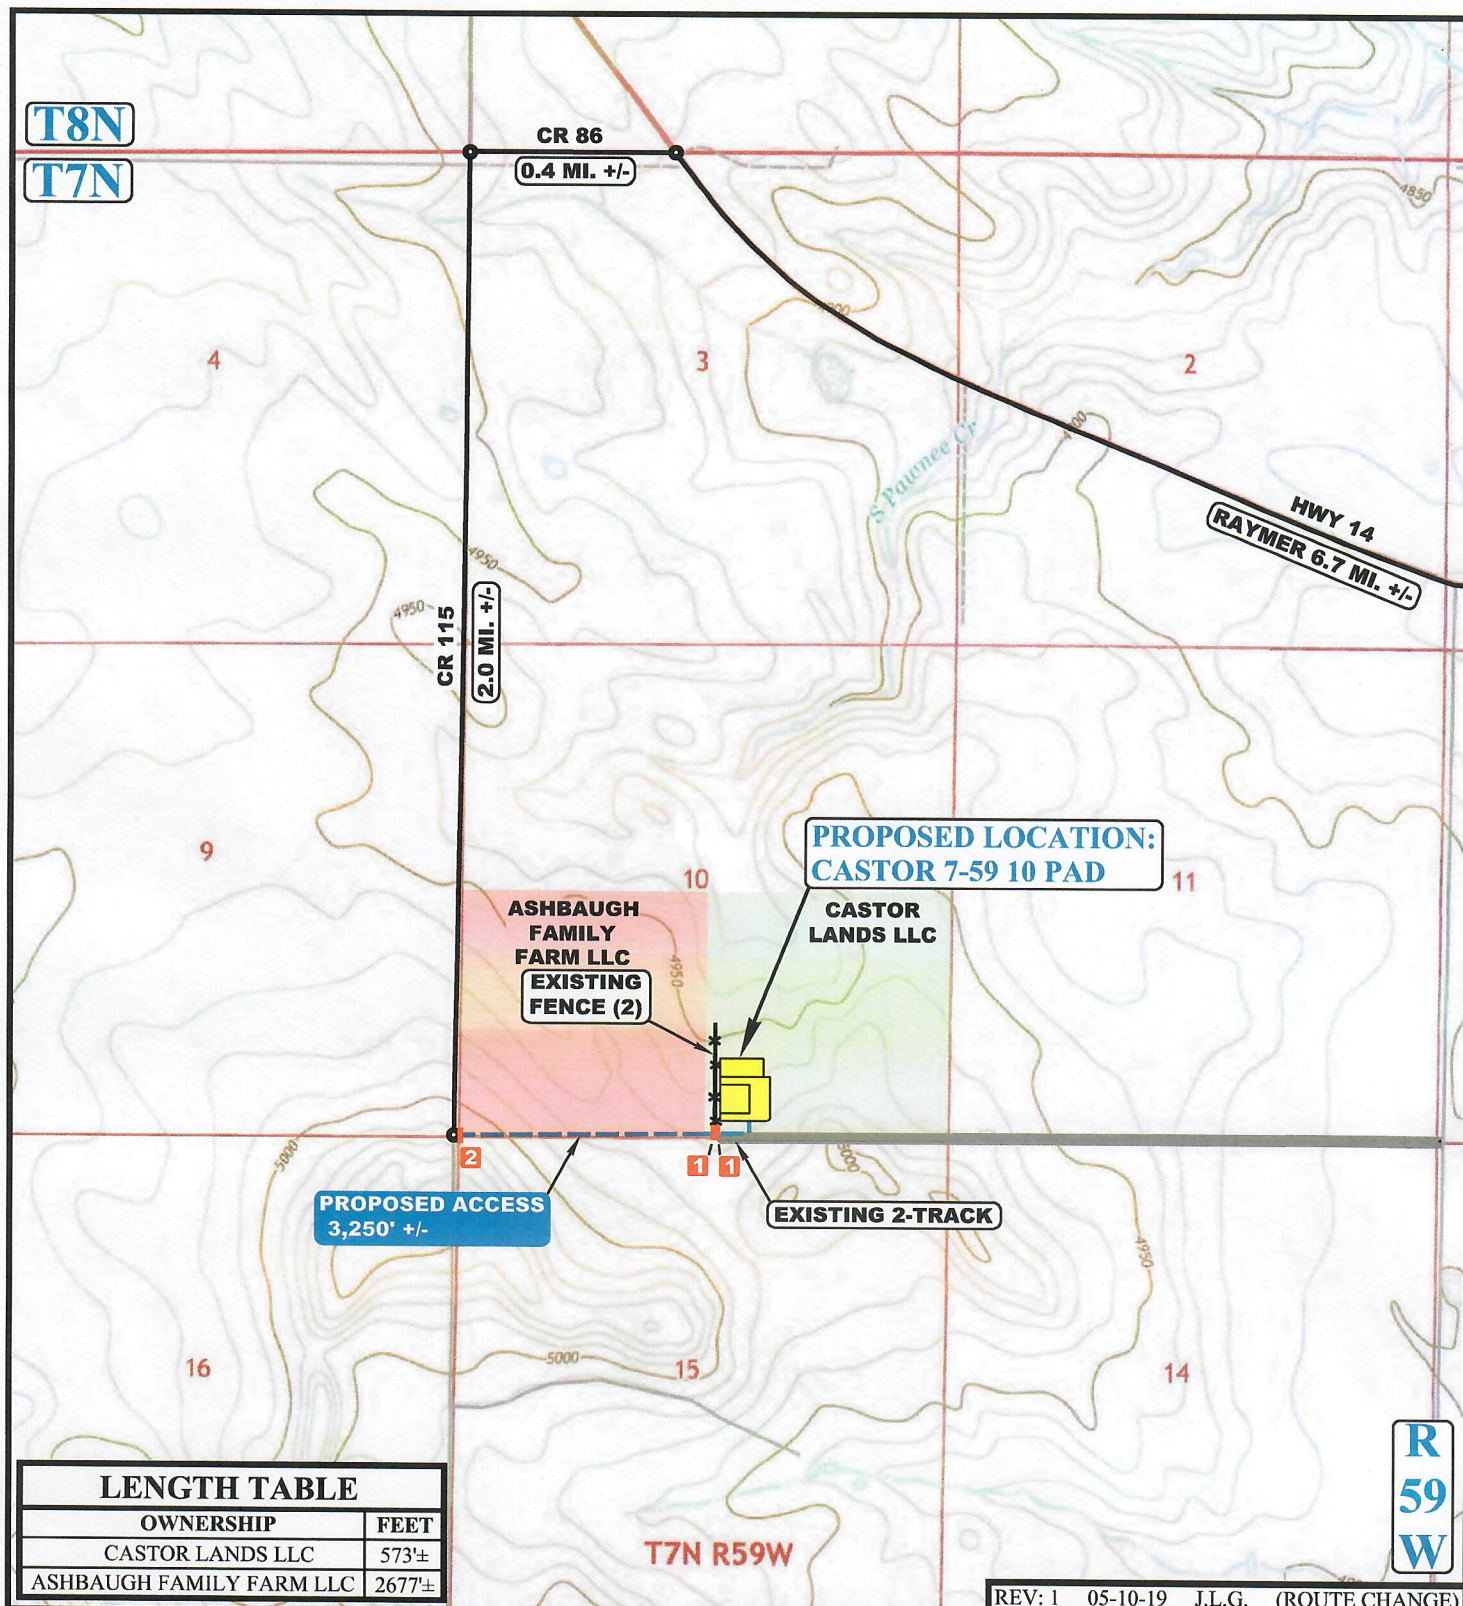 T8N
T7N
CR 86
0.4 MI. +/-
4850
4
3
2
4900
S Pawnee Cr
HWY 14
RAYMER 6.7 MI. +/-
4950
4950
CR 115
2.0 MI. +/-
9
10
11
PROPOSED LOCATION:
CASTOR 7-59 10 PAD
ASHBAUGH
FAMILY
FARM LLC
CASTOR
LANDS LLC
4950
EXISTING
FENCE (2)
2
1
1
5000
5000
PROPOSED ACCESS
3,250' +/-
EXISTING 2-TRACK
4950
5000
16
15
14
T7N R59W
R
59
W
LENGTH TABLE
OWNERSHIP FEET
CASTOR LANDS LLC 573'±
ASHBAUGH FAMILY FARM LLC 2677'±
REV: 1 05-10-19 J.L.G. (ROUTE CHANGE)